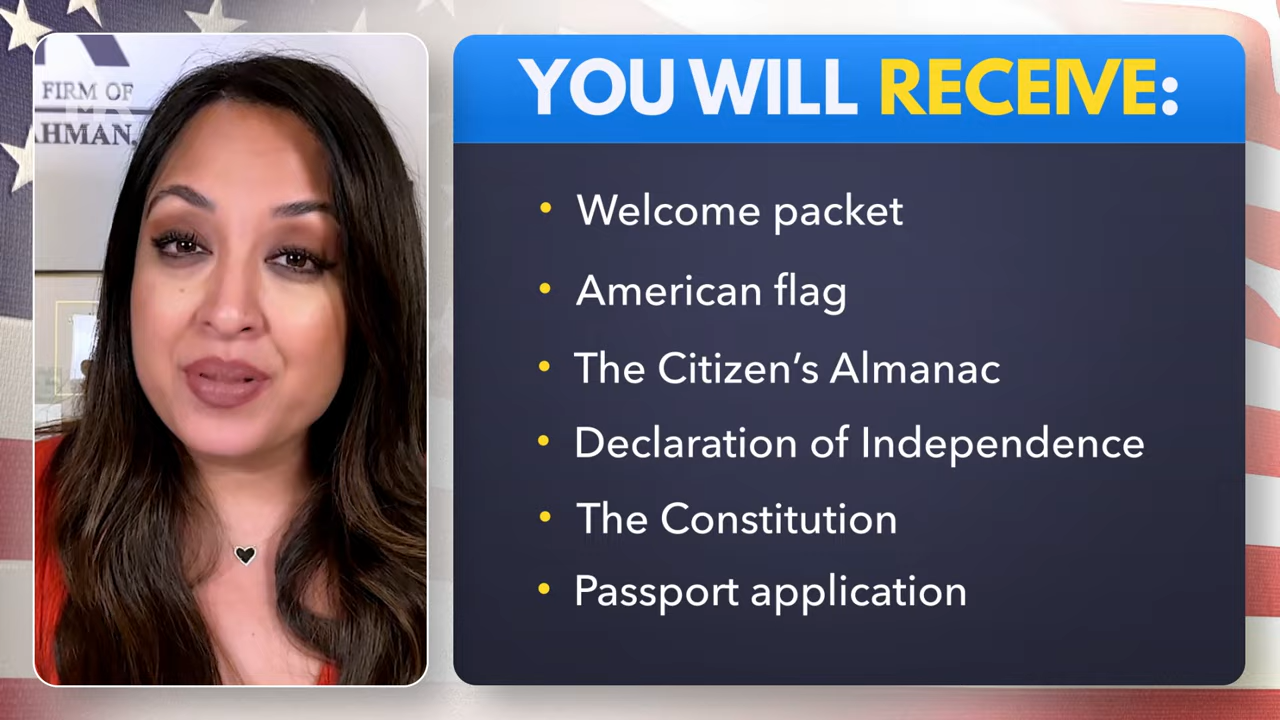 FIRM OF
AHMAN,
YOU WILL RECEIVE:
• Welcome packet
• American flag
• The Citizen’s Almanac
• Declaration of Independence
• The Constitution
• Passport application